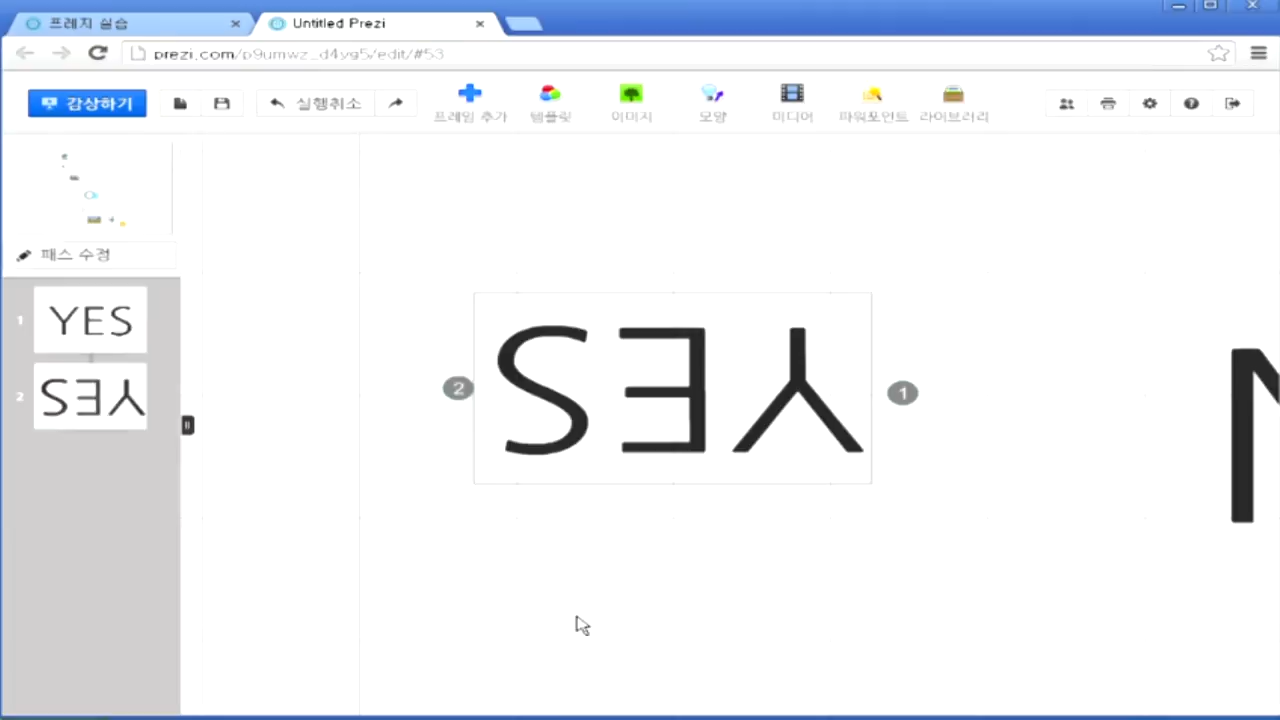 프레지 실습
Untitled Prezi
prezi.com/p9umwz_d4yg5/edit/#53
감상하기
실행취소
프레임 추가
템플릿
이미지
모양
미디어
파워포인트
라이브러리
패스 수정
1
YES
2
YES
2
YES
1